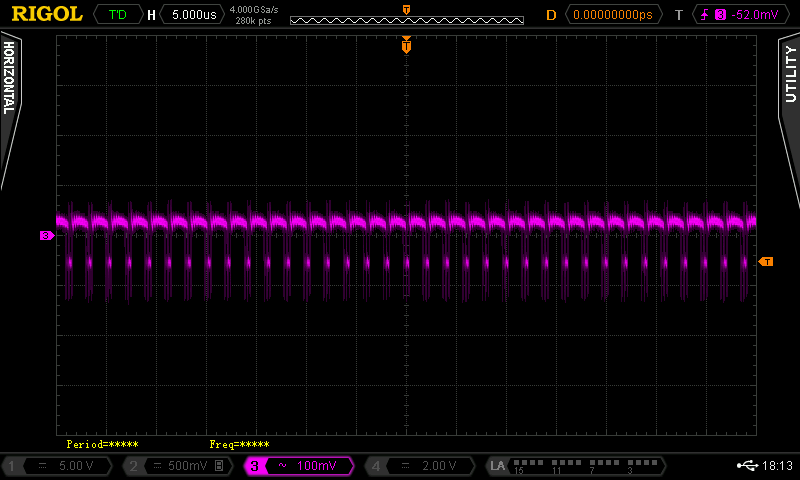 RIGOL T'D H 5.000us 4.000GSa/s 280k pts T D 0.00000000ps T 3 -52.0mV
HORIZONTAL
UTILITY
T
3
T
Period=***** Freq=*****
1 5.00 V 2 500mV 3 ~ 100mV 4 2.00 V LA 15 11 7 3 18:13